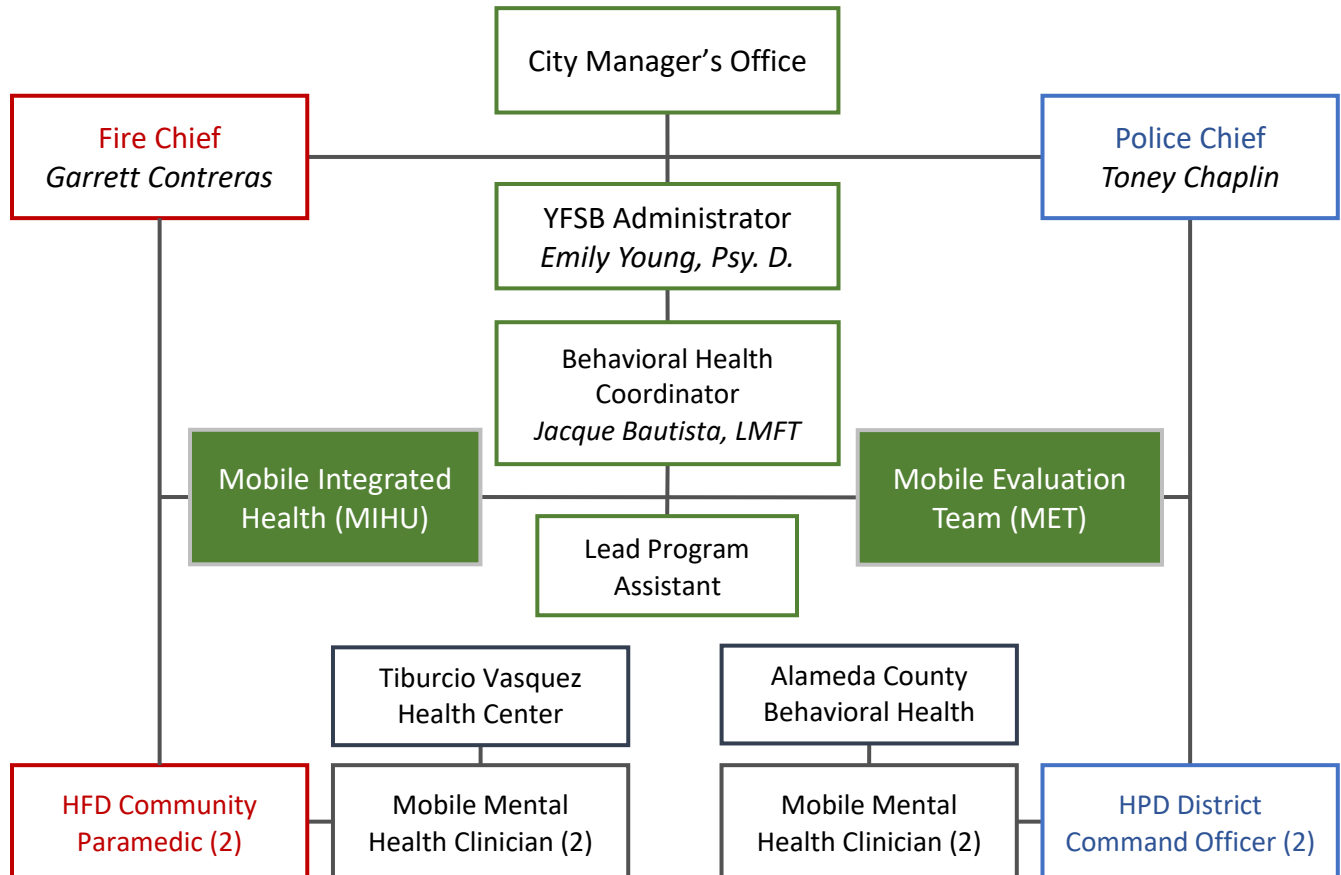 City Manager’s Office
Fire Chief
Garrett Contreras
Police Chief
Toney Chaplin
YFSB Administrator
Emily Young, Psy. D.
Behavioral Health
Coordinator
Jacque Bautista, LMFT
Mobile Integrated
Health (MIHU)
Mobile Evaluation
Team (MET)
Lead Program
Assistant
Tiburcio Vasquez
Health Center
Alameda County
Behavioral Health
HFD Community
Paramedic (2)
Mobile Mental
Health Clinician (2)
Mobile Mental
Health Clinician (2)
HPD District
Command Officer (2)